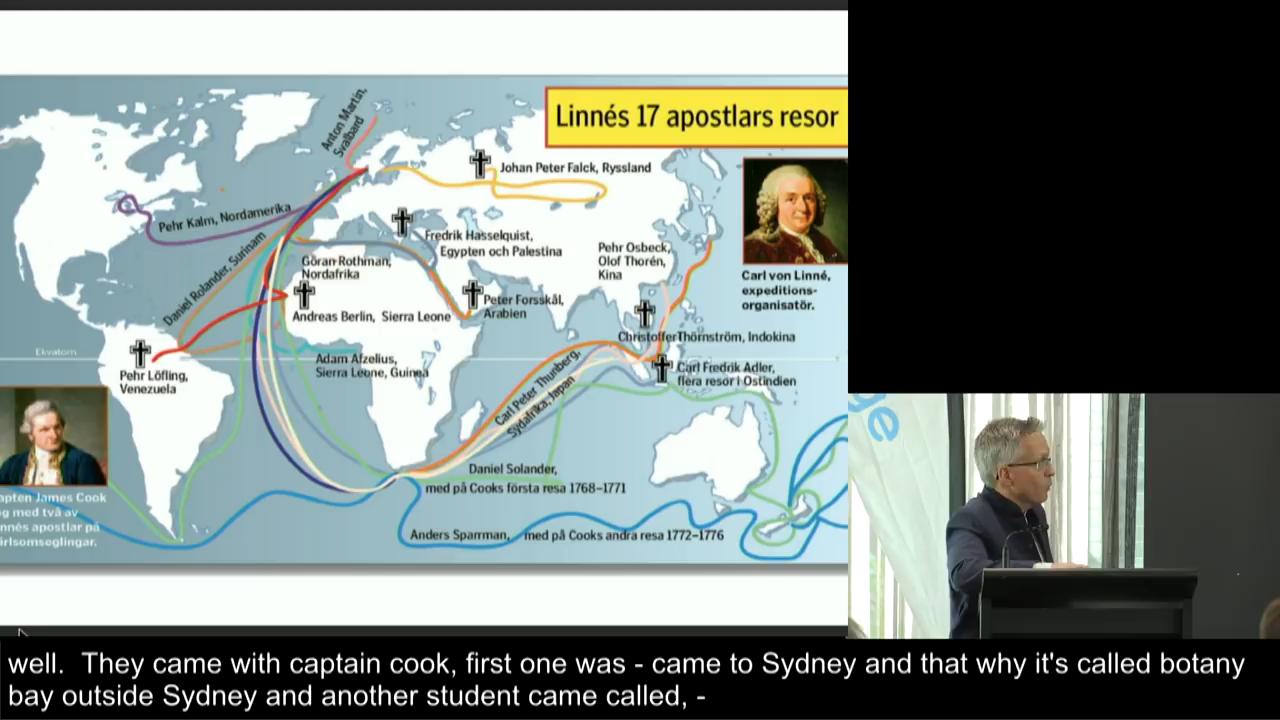 Linnés 17 apostlars resor
Anton Martin,
Svalbard
Johan Peter Falck, Ryssland
Pehr Kalm, Nordamerika
Fredrik Hasselquist,
Egypten och Palestina
Pehr Osbeck,
Olof Thorén,
Kina
Göran Rothman,
Nordafrika
Carl von Linné,
expeditions-
organisatör.
Daniel Rolander, Surinam
Peter Forsskål,
Arabien
Andreas Berlin, Sierra Leone
Christoffer Thörnström, Indokina
Ekvatorn
Adam Afzelius,
Sierra Leone, Guinea
Pehr Löfling,
Venezuela
Carl Fredik Adler,
flera resor i Ostindien
Carl Peter Thunberg,
Sydafrika, Japan
Daniel Solander,
med på Cooks första resa 1768–1771
apten James Cook
g med två av
nnés apostlar på
ärlsomseglingar.
Anders Sparrman, med på Cooks andra resa 1772–1776
ge
well. They came with captain cook, first one was - came to Sydney and that why it's called botany
bay outside Sydney and another student came called, -